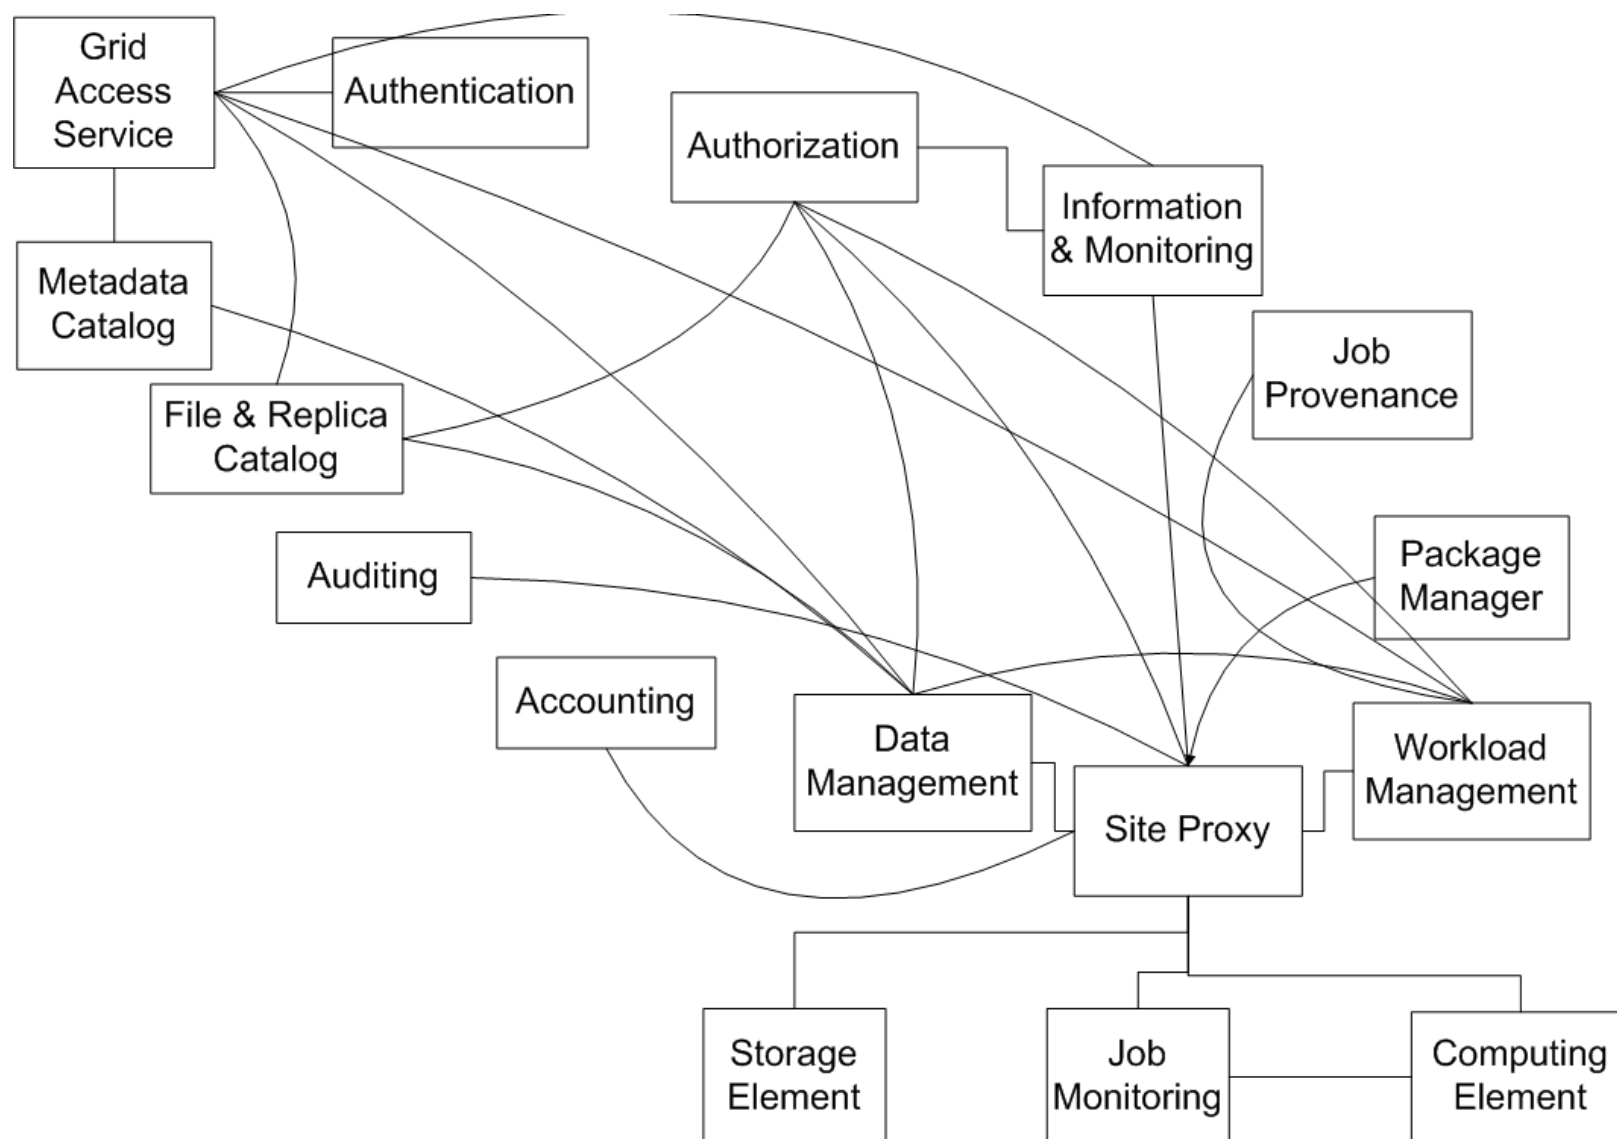 Grid
Access
Service
Authentication
Authorization
Information
& Monitoring
Metadata
Catalog
Job
Provenance
File & Replica
Catalog
Package
Manager
Auditing
Accounting
Data
Management
Workload
Management
Site Proxy
Storage
Element
Job
Monitoring
Computing
Element